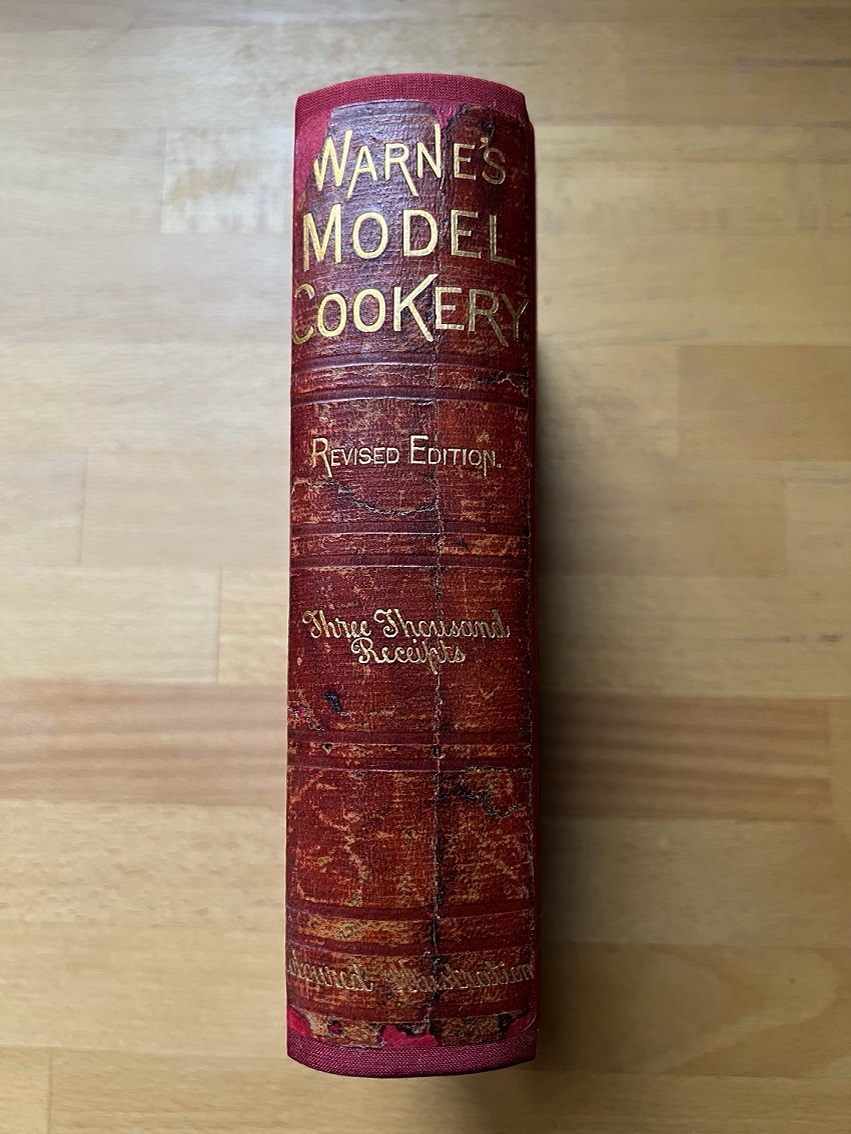 WARNE'S
MODEL
COOKERY
REVISED EDITION.
Three Thousand
Receipts